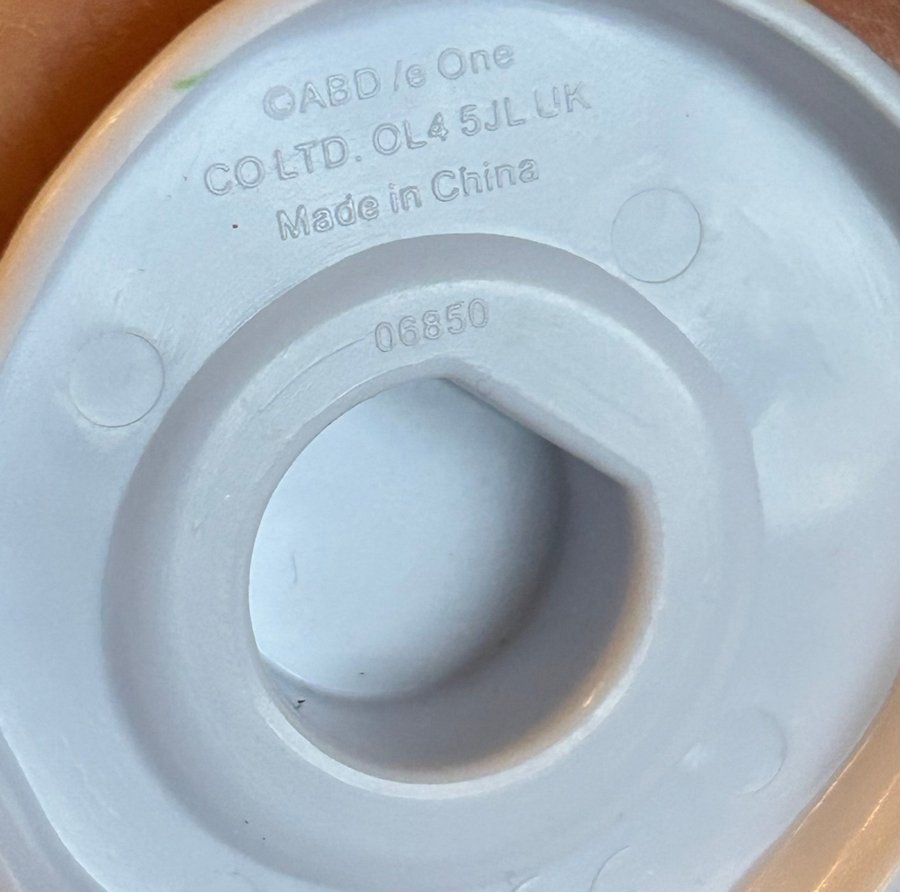 ©ABD /e One
CO LTD. OL4 5JL UK
Made in China
06850